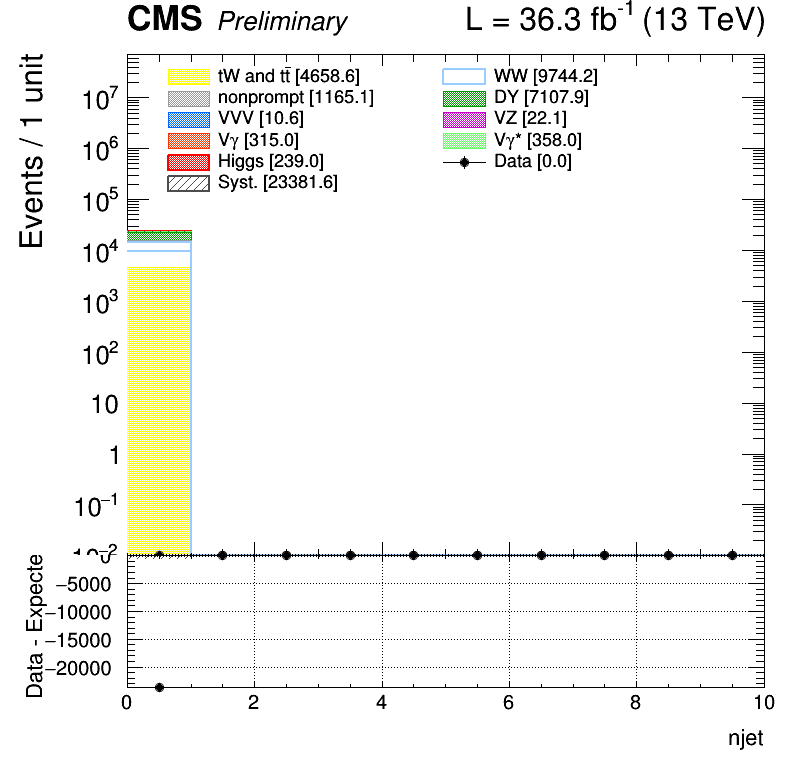 CMS Preliminary L = 36.3 fb⁻¹ (13 TeV)
Events / 1 unit
tW and tt̄ [4658.6]
nonprompt [1165.1]
VVV [10.6]
Vγ [315.0]
Higgs [239.0]
Syst. [23381.6]
WW [9744.2]
DY [7107.9]
VZ [22.1]
Vγ* [358.0]
Data [0.0]
10⁷
10⁶
10⁵
10⁴
10³
10²
10
1
10⁻¹
Data - Expecte
−5000
−10000
−15000
−20000
0 2 4 6 8 10
njet